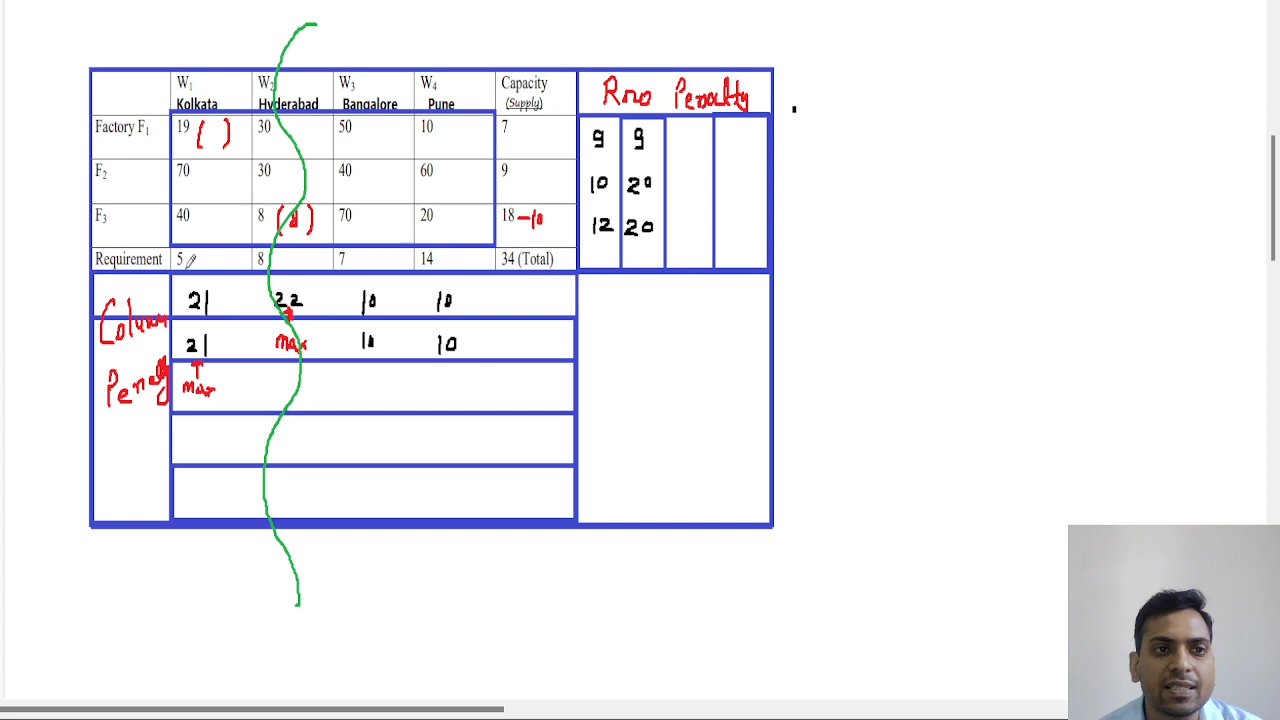 W1 W2 W3 W4 Capacity Row Penalty
Kolkata Hyderabad Bangalore Pune (Supply)
Factory F1 19 ( ) 30 50 10 7 9 9
F2 70 30 40 60 9 10 20
F3 40 8 (8) 70 20 18 -10 12 20
Requirement 5 8 7 14 34 (Total)
Column 21 22 10 10
Penalty 21 max 10 10
max